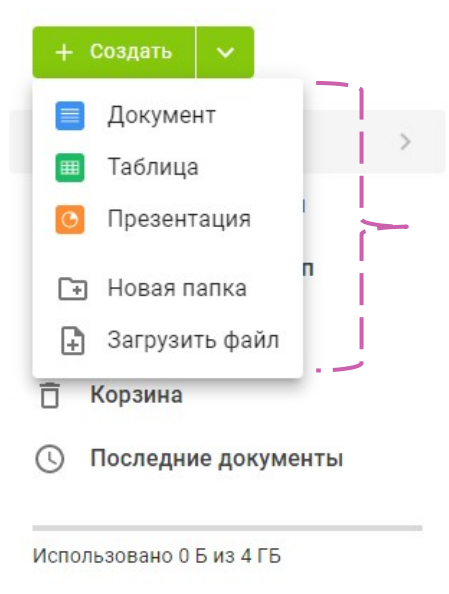 + Создать
Документ
Таблица
Презентация
п
Новая папка
Загрузить файл
Корзина
Последние документы
Использовано 0 Б из 4 ГБ